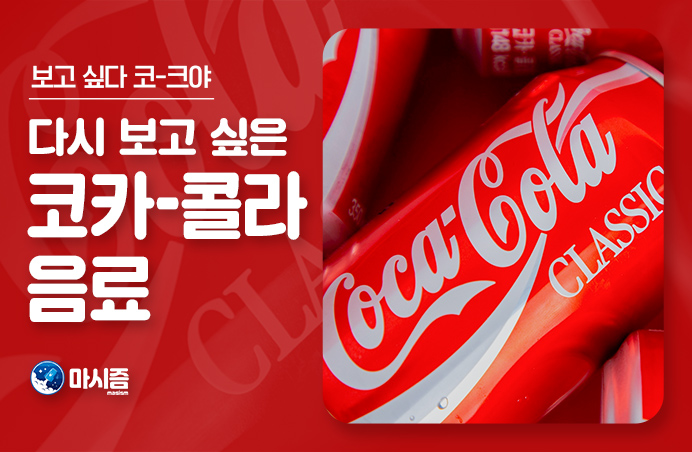 보고 싶다 코-크야
다시 보고 싶은
코카-콜라
음료
마시즘
masism
Coca-Cola
CLASSIC